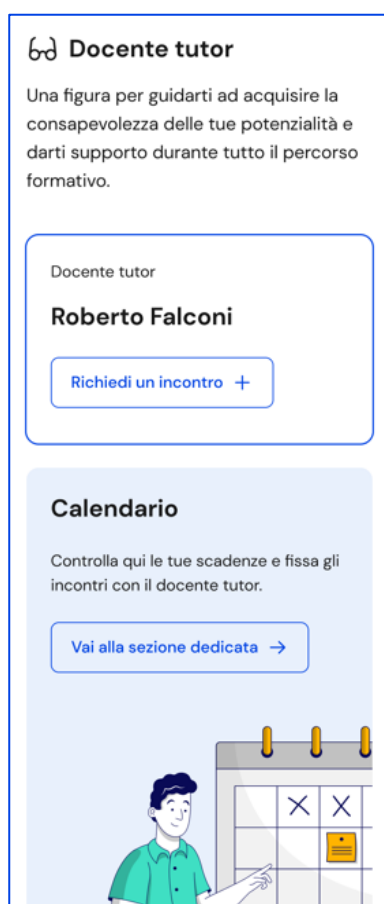 Docente tutor
Una figura per guidarti ad acquisire la
consapevolezza delle tue potenzialità e
darti supporto durante tutto il percorso
formativo.
Docente tutor
Roberto Falconi
Richiedi un incontro
Calendario
Controlla qui le tue scadenze e fissa gli
incontri con il docente tutor.
Vai alla sezione dedicata